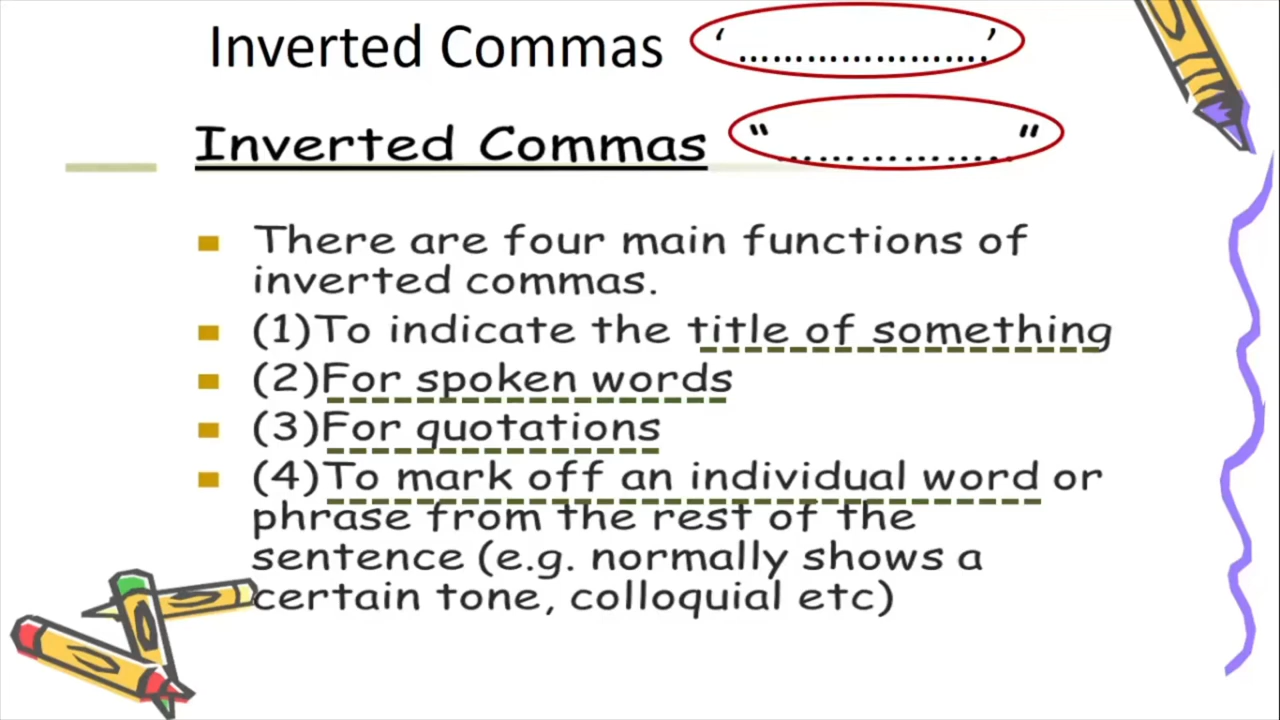 Inverted Commas ‘ ………………….’
Inverted Commas “ ……………..”
There are four main functions of
inverted commas.
(1)To indicate the title of something
(2)For spoken words
(3)For quotations
(4)To mark off an individual word or
phrase from the rest of the
sentence (e.g. normally shows a
certain tone, colloquial etc)